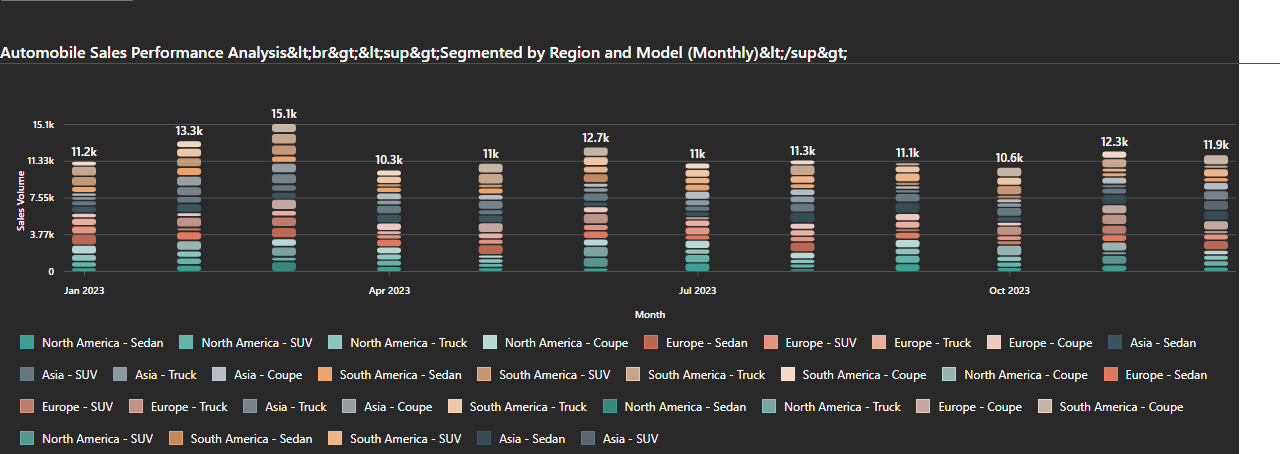 Automobile Sales Performance Analysis&lt;br&gt;&lt;sup&gt;Segmented by Region and Model (Monthly)&lt;/sup&gt;
15.1k
13.3k
12.7k
12.3k
11.9k
15.1k
11.2k
11k
11k
11.3k
11.1k
10.3k
10.6k
11.33k
7.55k
3.77k
0
Sales Volume
Jan 2023 Apr 2023 Jul 2023 Oct 2023
Month
North America - Sedan North America - SUV North America - Truck North America - Coupe Europe - Sedan Europe - SUV Europe - Truck Europe - Coupe Asia - Sedan
Asia - SUV Asia - Truck Asia - Coupe South America - Sedan South America - SUV South America - Truck South America - Coupe North America - Coupe Europe - Sedan
Europe - SUV Europe - Truck Asia - Truck Asia - Coupe South America - Truck North America - Sedan North America - Truck Europe - Coupe South America - Coupe
North America - SUV South America - Sedan South America - SUV Asia - Sedan Asia - SUV